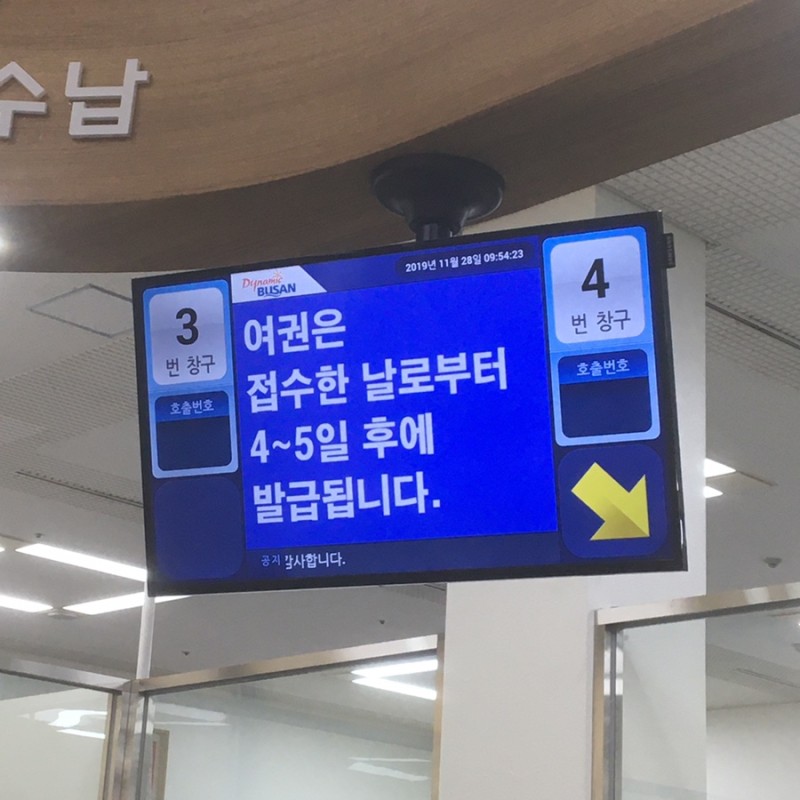 수납
2019년 11월 28일 09:54:23
Dynamic
BUSAN
3
번 창구
호출번호
여권은
접수한 날로부터
4~5일 후에
발급됩니다.
4
번 창구
호출번호
공지 감사합니다.